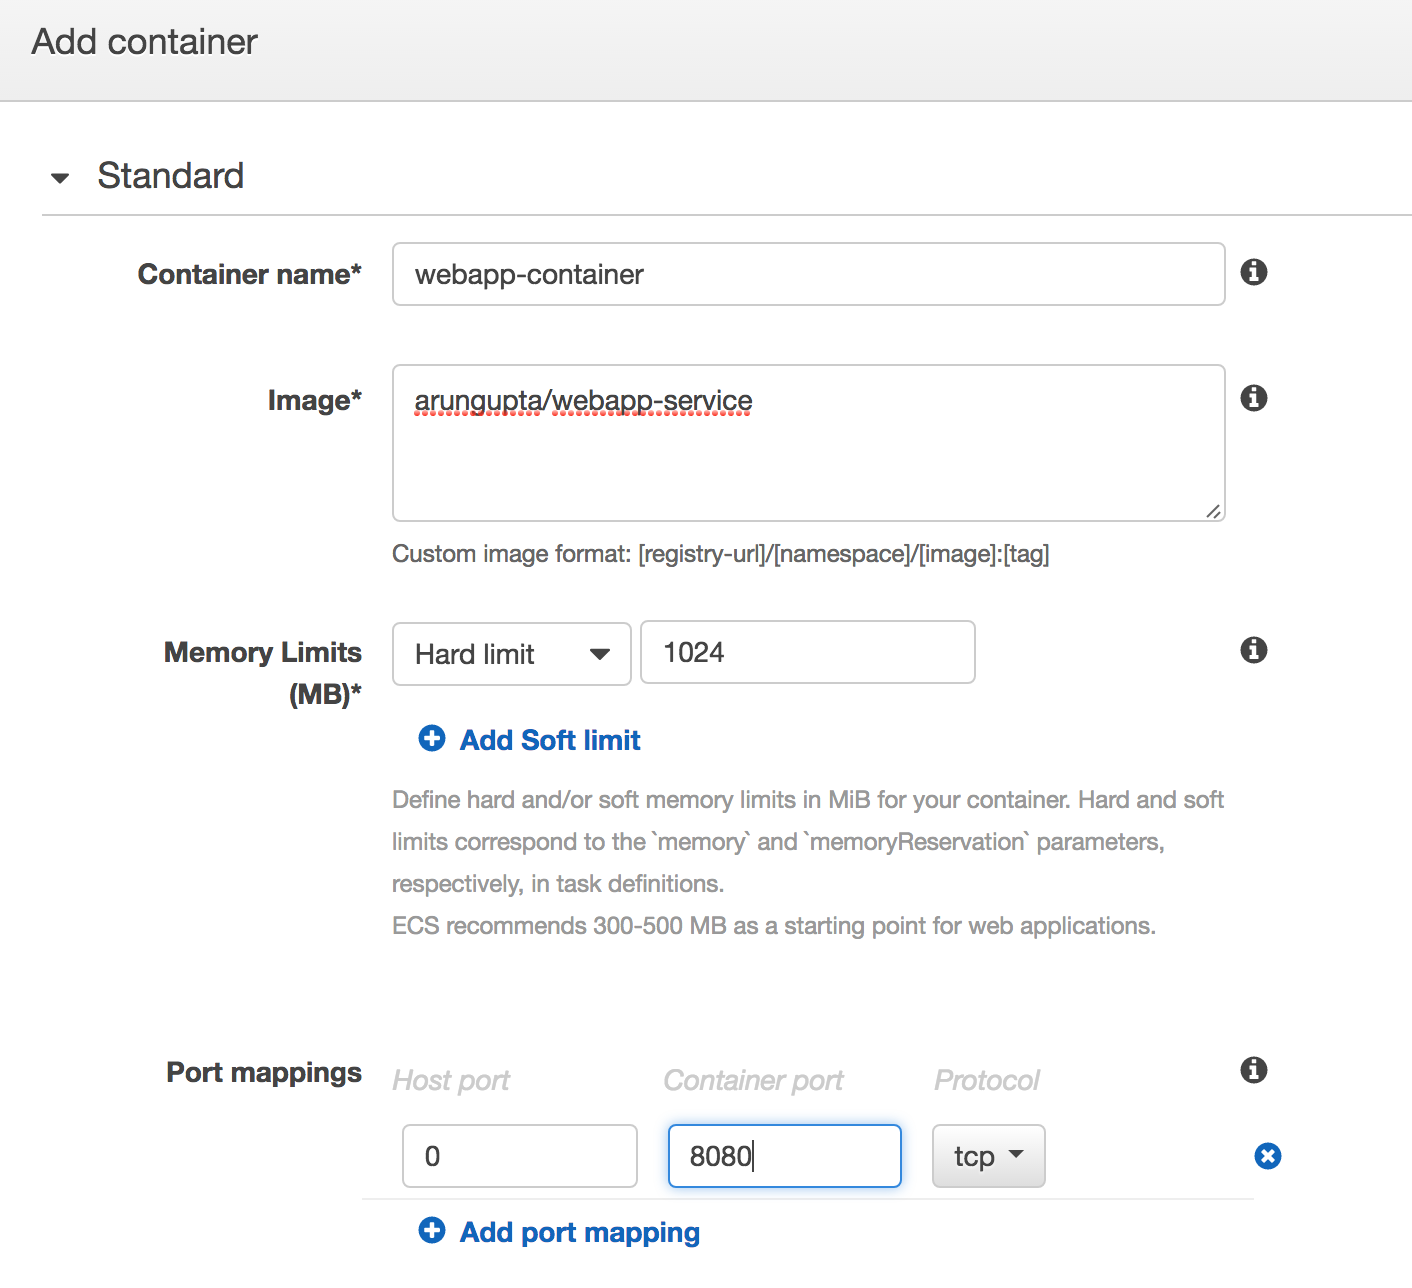 Add container
Standard
Container name*
webapp-container
Image*
arungupta/webapp-service
Custom image format: [registry-url]/[namespace]/[image]:[tag]
Memory Limits
(MB)*
Hard limit
1024
Add Soft limit
Define hard and/or soft memory limits in MiB for your container. Hard and soft
limits correspond to the `memory` and `memoryReservation` parameters,
respectively, in task definitions.
ECS recommends 300-500 MB as a starting point for web applications.
Port mappings
Host port
Container port
Protocol
0
8080
tcp
Add port mapping